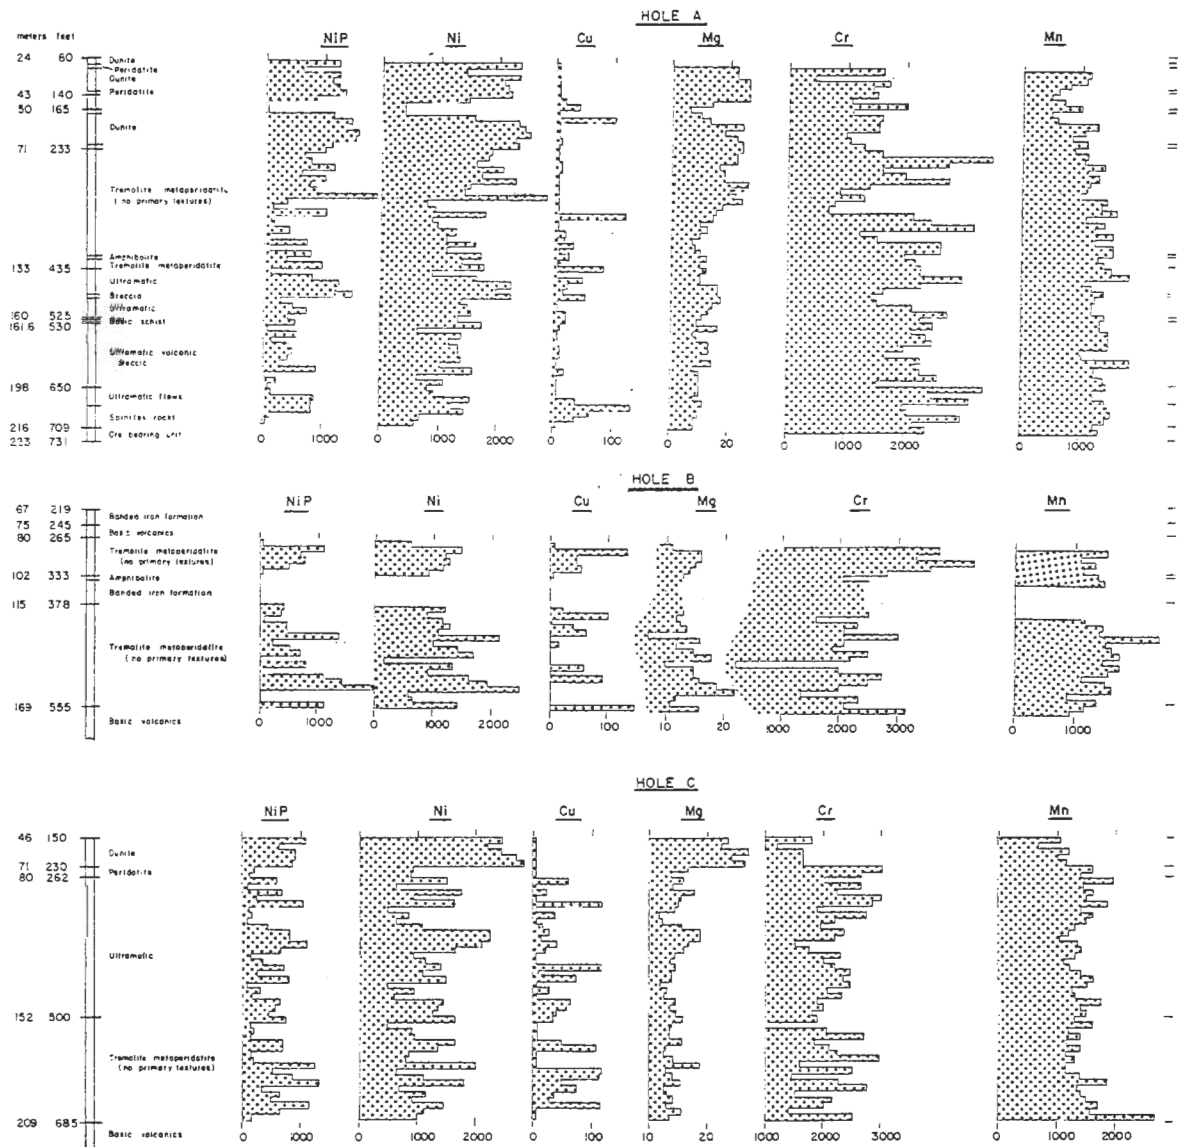 HOLE A
meters feet NiP Ni Cu Mg Cr Mn
24 60 Dunite
Peridotite
Dunite
43 140 Peridotite
50 165
Dunite
71 233
Tremolite metaperidotite
(no primary textures)
Amphibolite
133 435 Tremolite metaperidotite
Ultramafic
Breccia
160 525 Ultramafic
161.6 530 Basic schist
Ultramafic volcanic
Breccia
198 650
Ultramafic flows
Spinifex rocks
216 709
223 731 Ore bearing unit
0 1000 0 1000 2000 0 100 0 10 20 0 1000 2000 0 1000
HOLE B
NiP Ni Cu Mg Cr Mn
67 219
Banded iron formation
75 245
Basic volcanics
80 265
Tremolite metaperidotite
(no primary textures)
102 333
Amphibolite
Banded iron formation
115 378
Tremolite metaperidotite
(no primary textures)
169 555
Basic volcanics
0 1000 0 1000 2000 0 100 10 20 0 1000 2000 3000 0 1000
HOLE C
NiP Ni Cu Mg Cr Mn
46 150
Dunite
71 230
Peridotite
80 262
Ultramafic
152 500
Tremolite metaperidotite
(no primary textures)
209 685
Basic volcanics
0 1000 0 1000 2000 0 100 10 20 1000 2000 3000 0 1000 2000